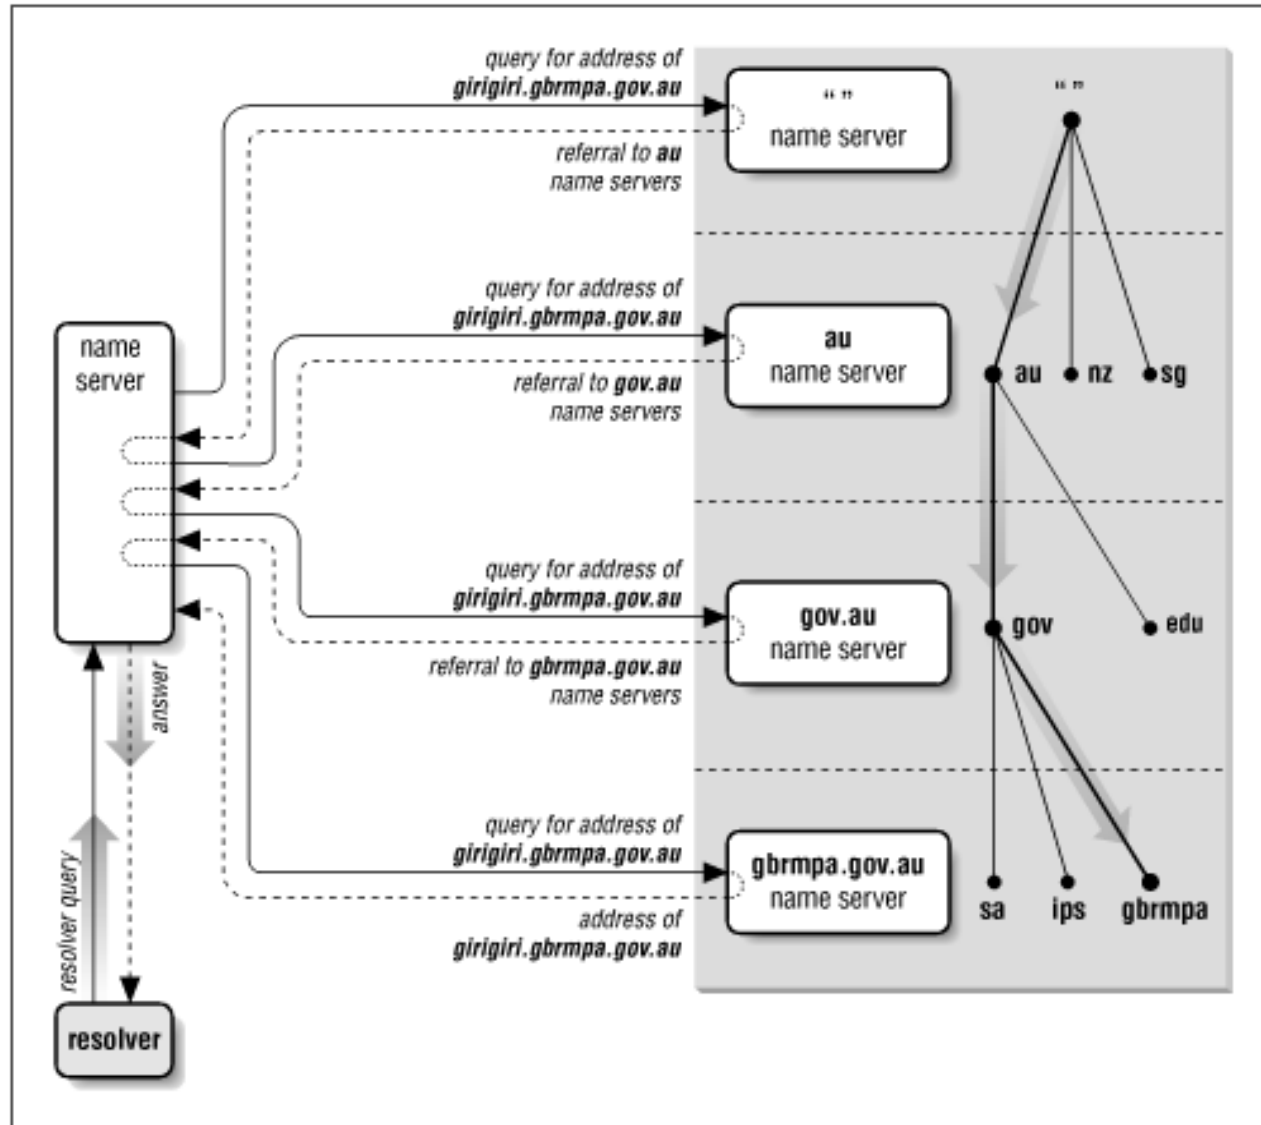 query for address of
girigiri.gbrmpa.gov.au
“ ”
name server
“ ”
referral to au
name servers
query for address of
girigiri.gbrmpa.gov.au
name
server
au
name server
au
nz
sg
referral to gov.au
name servers
query for address of
girigiri.gbrmpa.gov.au
gov.au
name server
gov
edu
referral to gbrmpa.gov.au
name servers
answer
query for address of
girigiri.gbrmpa.gov.au
gbrmpa.gov.au
name server
sa
ips
gbrmpa
address of
girigiri.gbrmpa.gov.au
resolver query
resolver